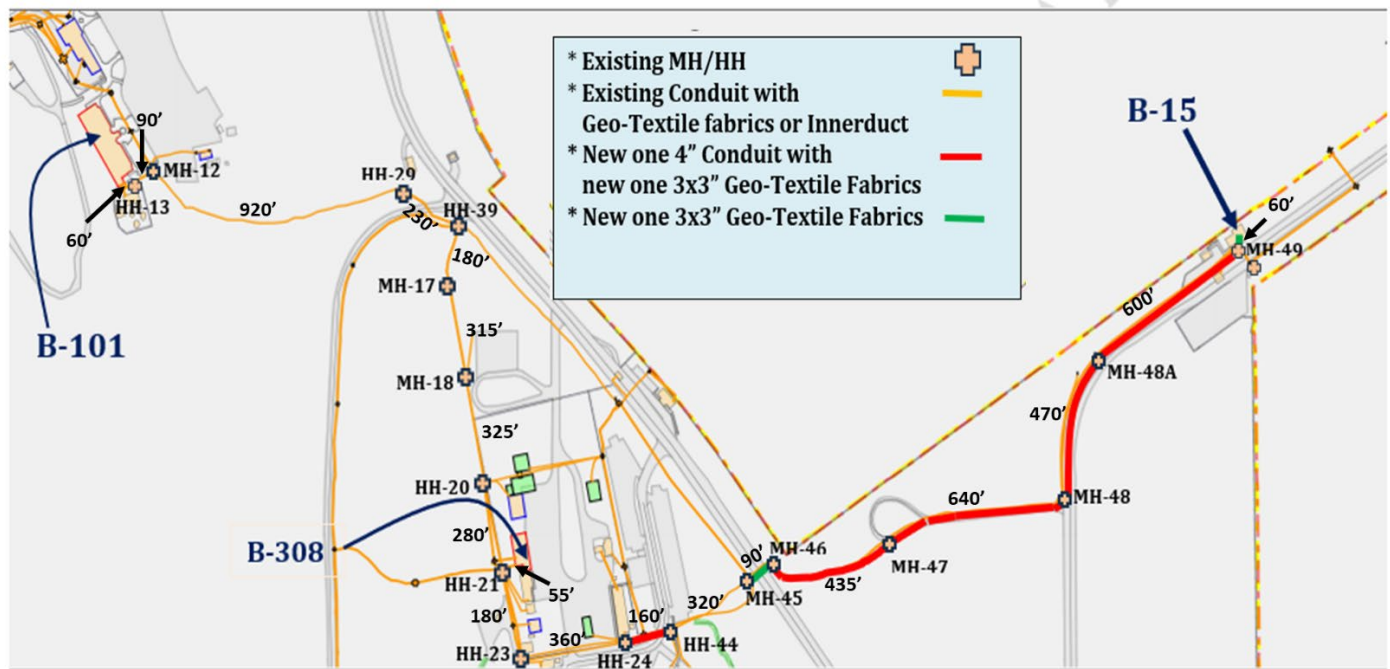 * Existing MH/HH
* Existing Conduit with
Geo-Textile fabrics or Innerduct
* New one 4” Conduit with
new one 3x3” Geo-Textile Fabrics
* New one 3x3” Geo-Textile Fabrics
B-15
90’
MH-12
HH-13
60’
B-101
920’
HH-29
230’
HH-39
180’
MH-17
315’
MH-18
325’
HH-20
280’
B-308
HH-21
55’
180’
HH-23
360’
HH-24
160’
HH-44
320’
MH-45
90’
MH-46
435’
MH-47
640’
MH-48
470’
MH-48A
600’
MH-49
60’